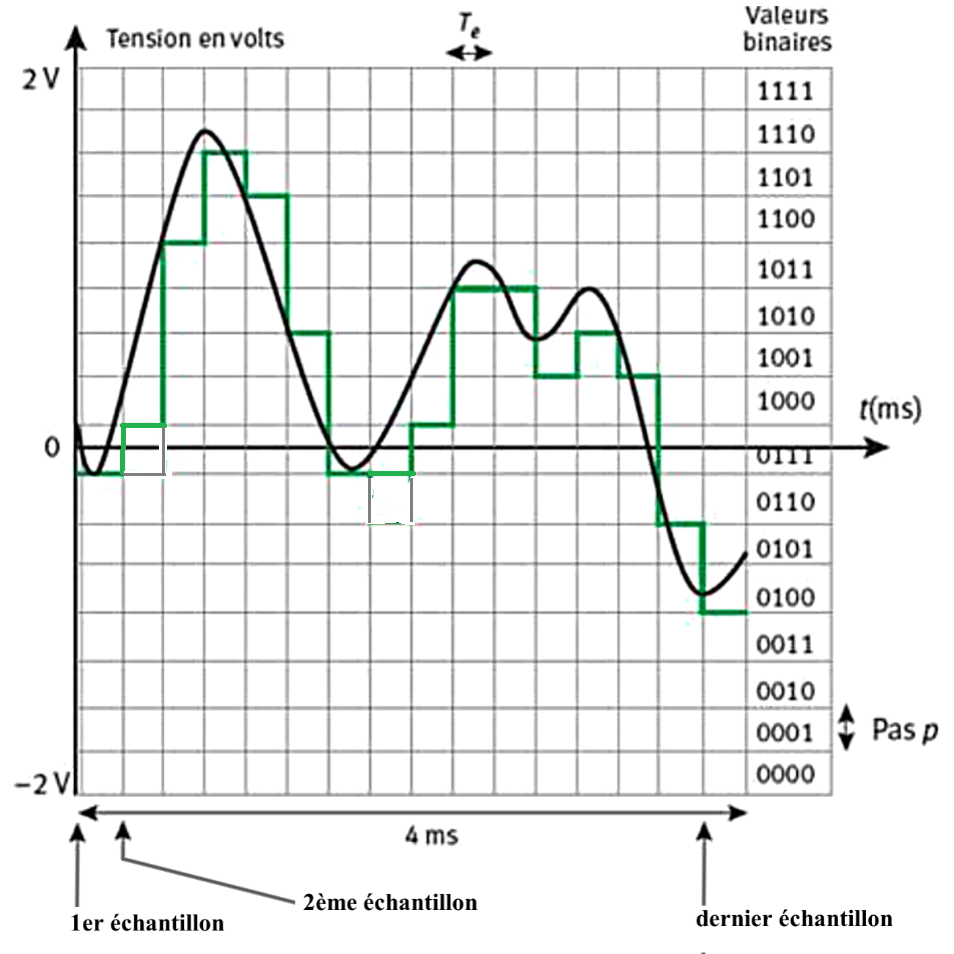 Tension en volts
Te
Valeurs
binaires
2 V
1111
1110
1101
1100
1011
1010
1001
1000
t(ms)
0
0111
0110
0101
0100
0011
0010
0001
Pas p
0000
−2 V
4 ms
2ème échantillon
1er échantillon
dernier échantillon